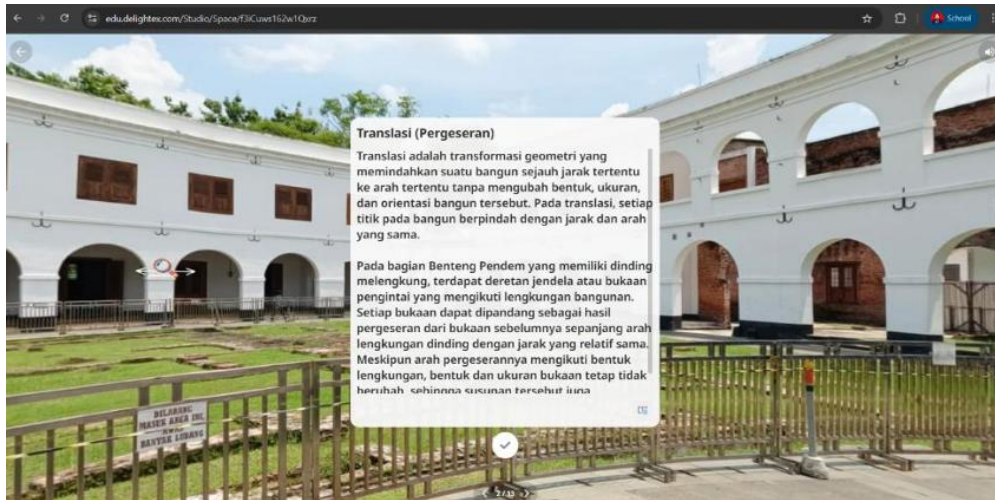 edu.delightex.com/Studio/Space/f3iCuws162w1Qxrz
School
Translasi (Pergeseran)
Translasi adalah transformasi geometri yang
memindahkan suatu bangun sejauh jarak tertentu
ke arah tertentu tanpa mengubah bentuk, ukuran,
dan orientasi bangun tersebut. Pada translasi, setiap
titik pada bangun berpindah dengan jarak dan arah
yang sama.
Pada bagian Benteng Pendem yang memiliki dinding
melengkung, terdapat deretan jendela atau bukaan
pengintai yang mengikuti lengkungan bangunan.
Setiap bukaan dapat dipandang sebagai hasil
pergeseran dari bukaan sebelumnya sepanjang arah
lengkungan dinding dengan jarak yang relatif sama.
Meskipun arah pergeserannya mengikuti bentuk
lengkungan, bentuk dan ukuran bukaan tetap tidak
berubah, sehingga susunan tersebut juga
DILARANG
MASUK AREA INI,
BANYAK LUBANG